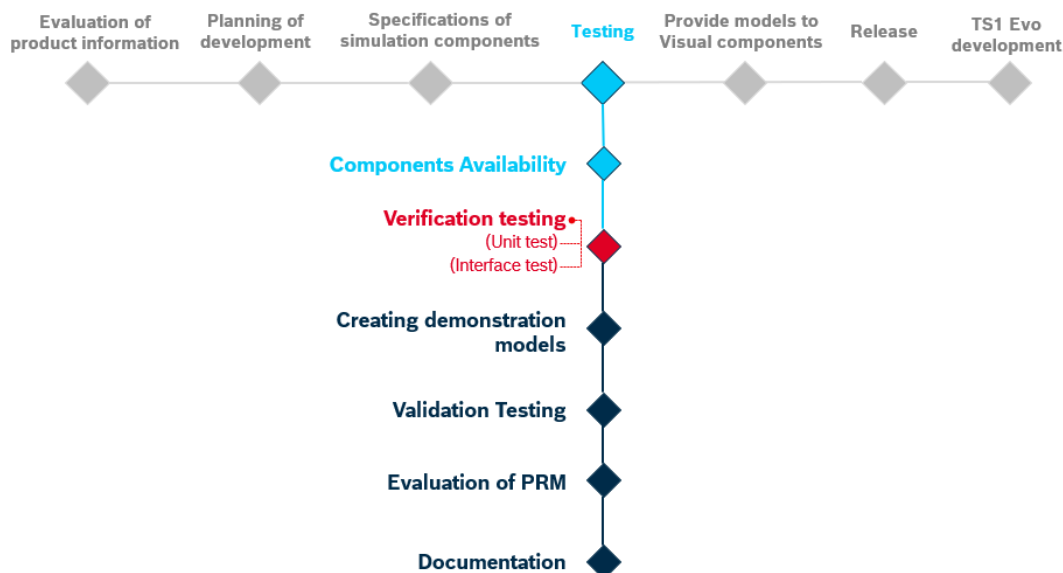 Evaluation of
product information
Planning of
development
Specifications of
simulation components
Testing
Provide models to
Visual components
Release
TS1 Evo
development
Components Availability
Verification testing
(Unit test)
(Interface test)
Creating demonstration
models
Validation Testing
Evaluation of PRM
Documentation